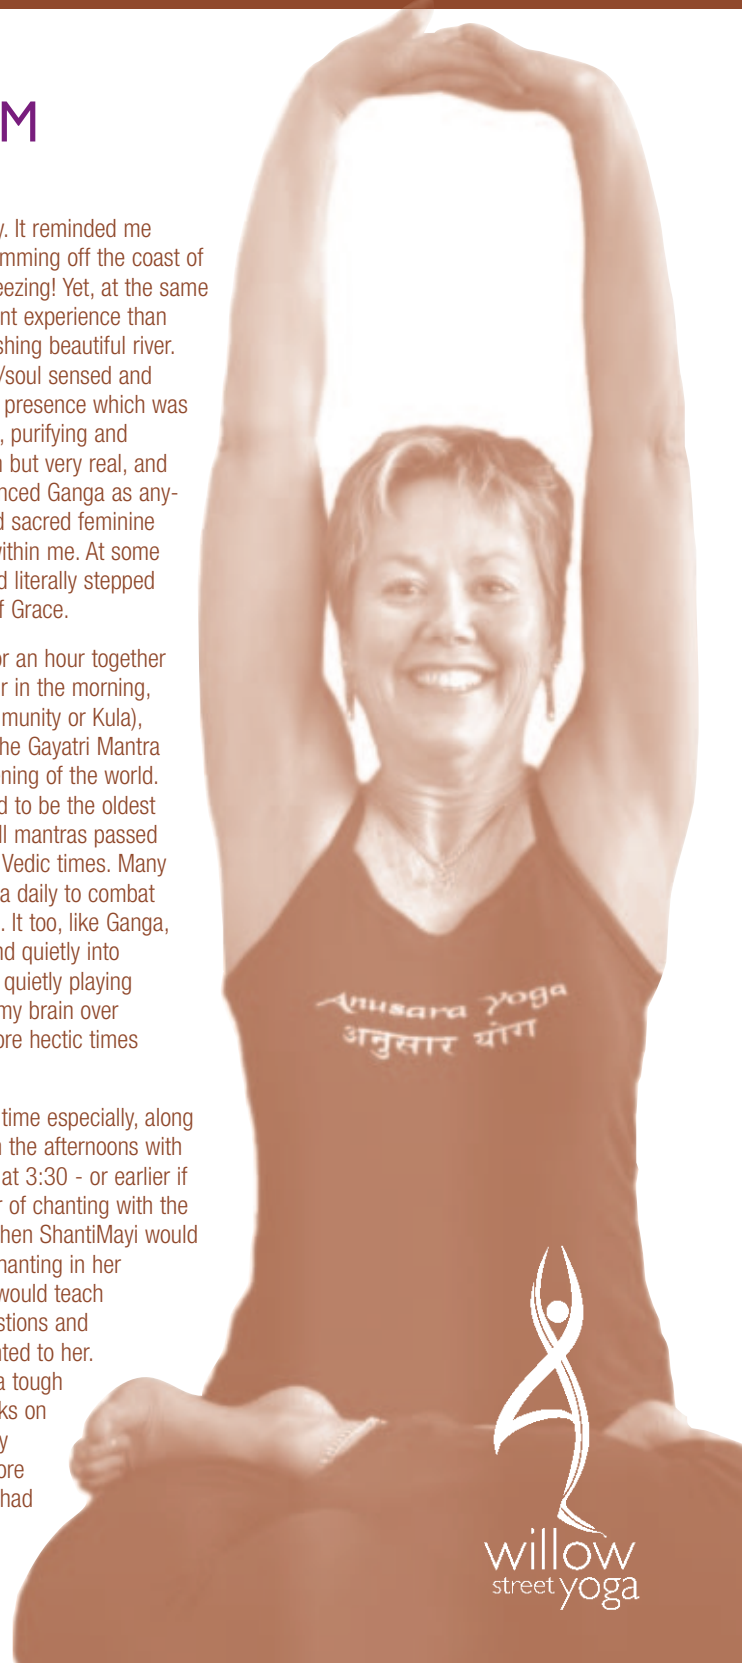 M
y. It reminded me
mming off the coast of
eezing! Yet, at the same
nt experience than
shing beautiful river.
/soul sensed and
presence which was
, purifying and
n but very real, and
nced Ganga as any-
d sacred feminine
within me. At some
d literally stepped
f Grace.
or an hour together
r in the morning,
munity or Kula),
he Gayatri Mantra
ning of the world.
d to be the oldest
ll mantras passed
Vedic times. Many
a daily to combat
. It too, like Ganga,
nd quietly into
quietly playing
my brain over
ore hectic times
time especially, along
n the afternoons with
at 3:30 - or earlier if
r of chanting with the
hen ShantiMayi would
hanting in her
would teach
stions and
ted to her.
a tough
ks on
y
ore
had
Anusara Yoga
अनुसार योग
willow
street yoga